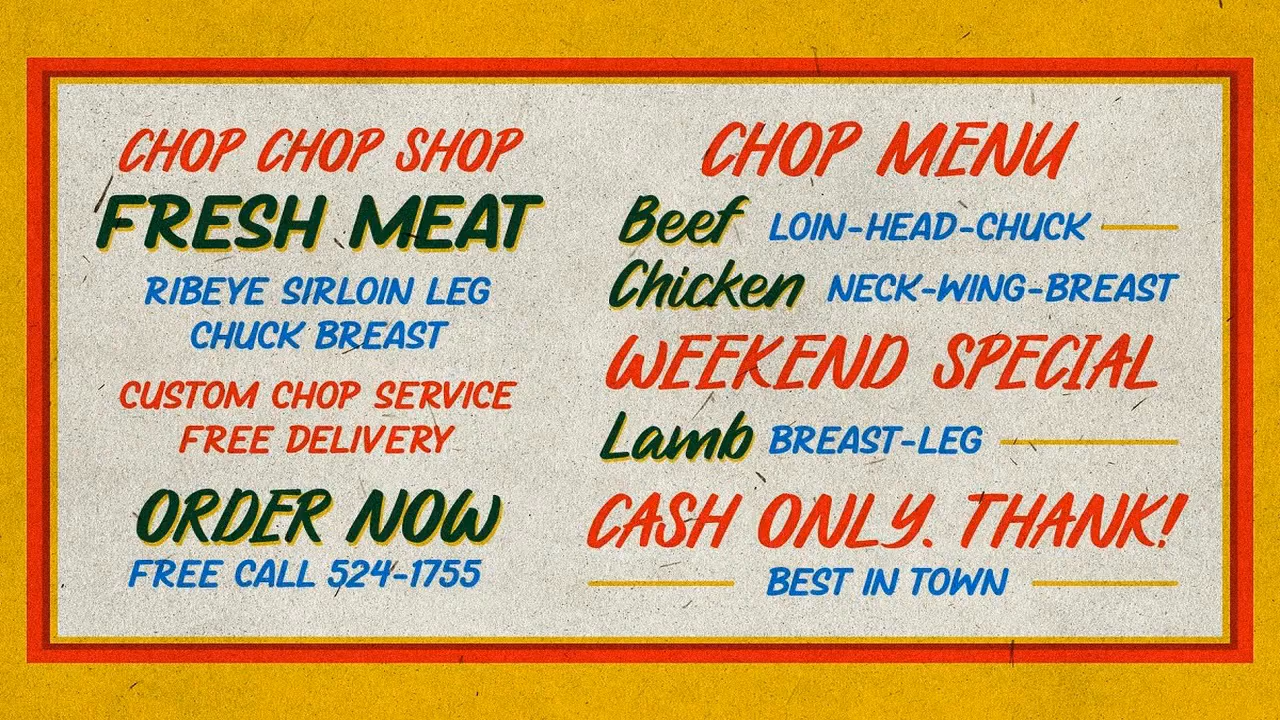 CHOP CHOP SHOP
FRESH MEAT
RIBEYE SIRLOIN LEG
CHUCK BREAST
CUSTOM CHOP SERVICE
FREE DELIVERY
ORDER NOW
FREE CALL 524-1755
CHOP MENU
Beef LOIN-HEAD-CHUCK
Chicken NECK-WING-BREAST
WEEKEND SPECIAL
Lamb BREAST-LEG
CASH ONLY. THANK!
BEST IN TOWN